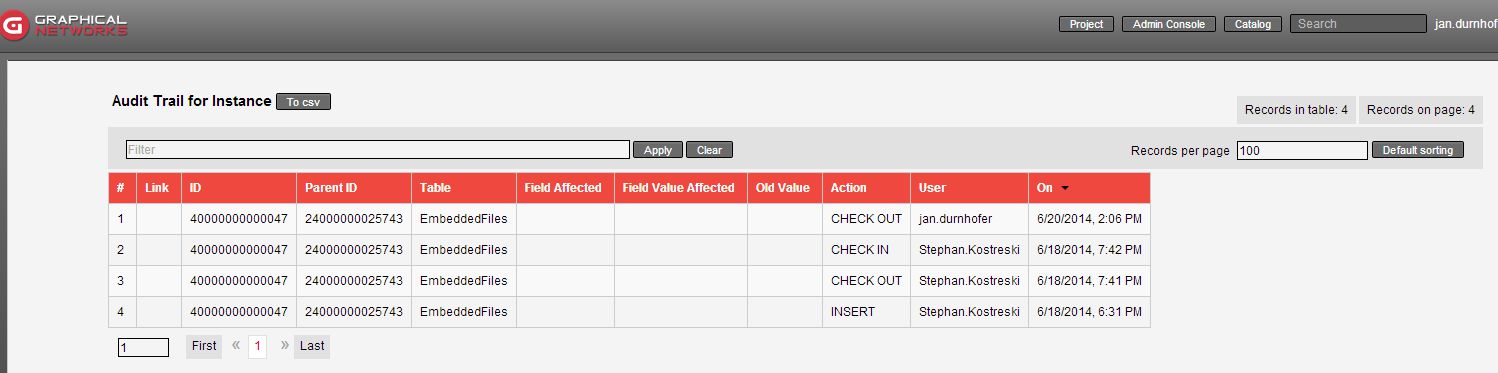 G GRAPHICAL NETWORKS
Project Admin Console Catalog Search jan.durnhof
Audit Trail for Instance To csv
Records in table: 4 Records on page: 4
Filter Apply Clear Records per page 100 Default sorting
# Link ID Parent ID Table Field Affected Field Value Affected Old Value Action User On
1 40000000000047 24000000025743 EmbeddedFiles CHECK OUT jan.durnhofer 6/20/2014, 2:06 PM
2 40000000000047 24000000025743 EmbeddedFiles CHECK IN Stephan.Kostreski 6/18/2014, 7:42 PM
3 40000000000047 24000000025743 EmbeddedFiles CHECK OUT Stephan.Kostreski 6/18/2014, 7:41 PM
4 40000000000047 24000000025743 EmbeddedFiles INSERT Stephan.Kostreski 6/18/2014, 6:31 PM
1 First « 1 » Last